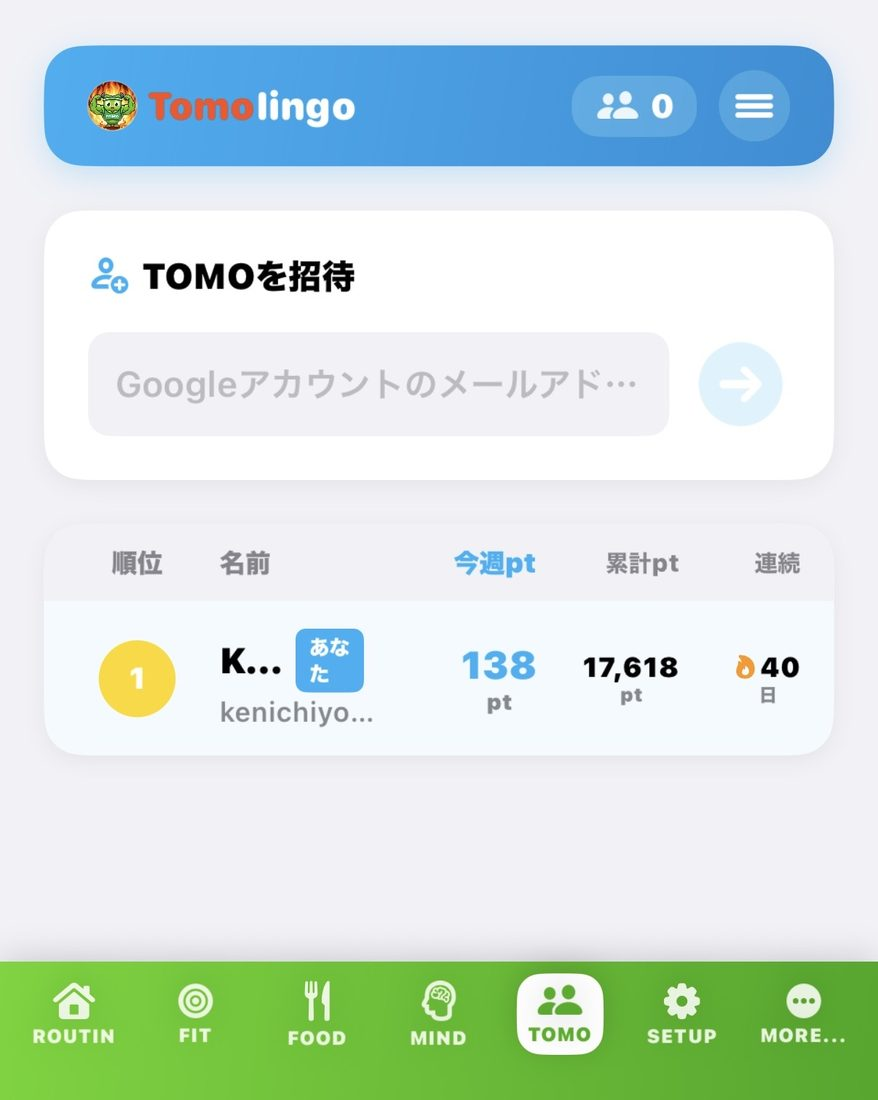 Tomolingo
0
TOMOを招待
Googleアカウントのメールアド…
順位 名前 今週pt 累計pt 連続
1
K...
あな
た
kenichiyo...
138
pt
17,618
pt
40
日
ROUTIN FIT FOOD MIND TOMO SETUP MORE...